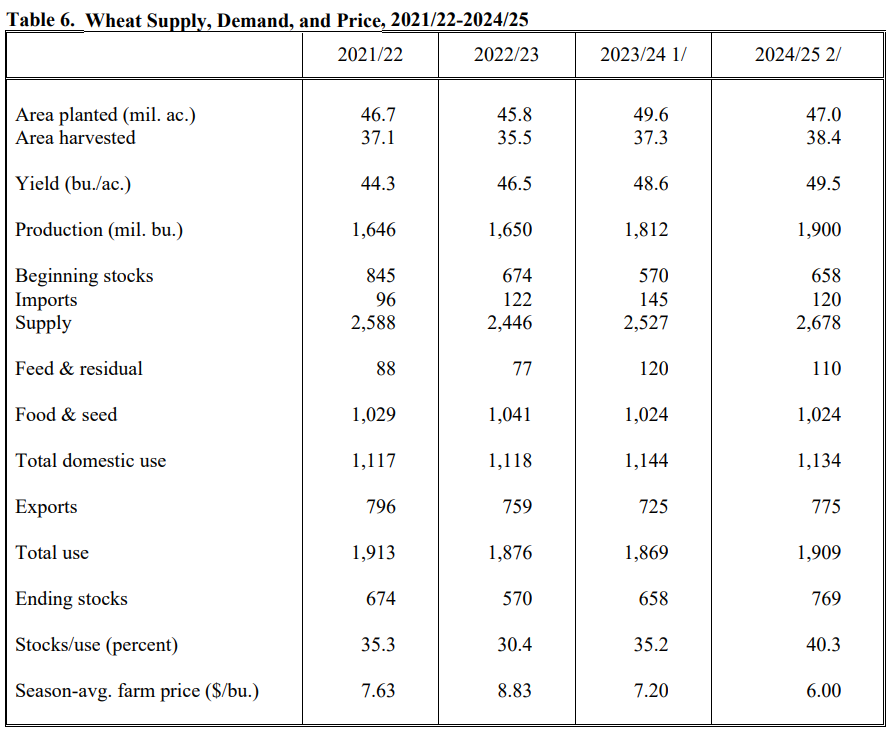 Table 6. Wheat Supply, Demand, and Price, 2021/22-2024/25
2021/22 2022/23 2023/24 1/ 2024/25 2/
Area planted (mil. ac.) 46.7 45.8 49.6 47.0
Area harvested 37.1 35.5 37.3 38.4
Yield (bu./ac.) 44.3 46.5 48.6 49.5
Production (mil. bu.) 1,646 1,650 1,812 1,900
Beginning stocks 845 674 570 658
Imports 96 122 145 120
Supply 2,588 2,446 2,527 2,678
Feed & residual 88 77 120 110
Food & seed 1,029 1,041 1,024 1,024
Total domestic use 1,117 1,118 1,144 1,134
Exports 796 759 725 775
Total use 1,913 1,876 1,869 1,909
Ending stocks 674 570 658 769
Stocks/use (percent) 35.3 30.4 35.2 40.3
Season-avg. farm price ($/bu.) 7.63 8.83 7.20 6.00